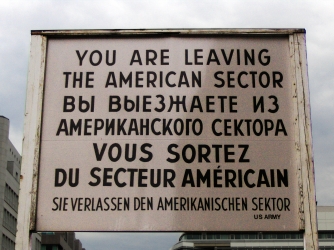 YOU ARE LEAVING
THE AMERICAN SECTOR
ВЫ ВЫЕЗЖАЕТЕ ИЗ
АМЕРИКАНСКОГО СЕКТОРА
VOUS SORTEZ
DU SECTEUR AMÉRICAIN
SIE VERLASSEN DEN AMERIKANISCHEN SEKTOR
US ARMY